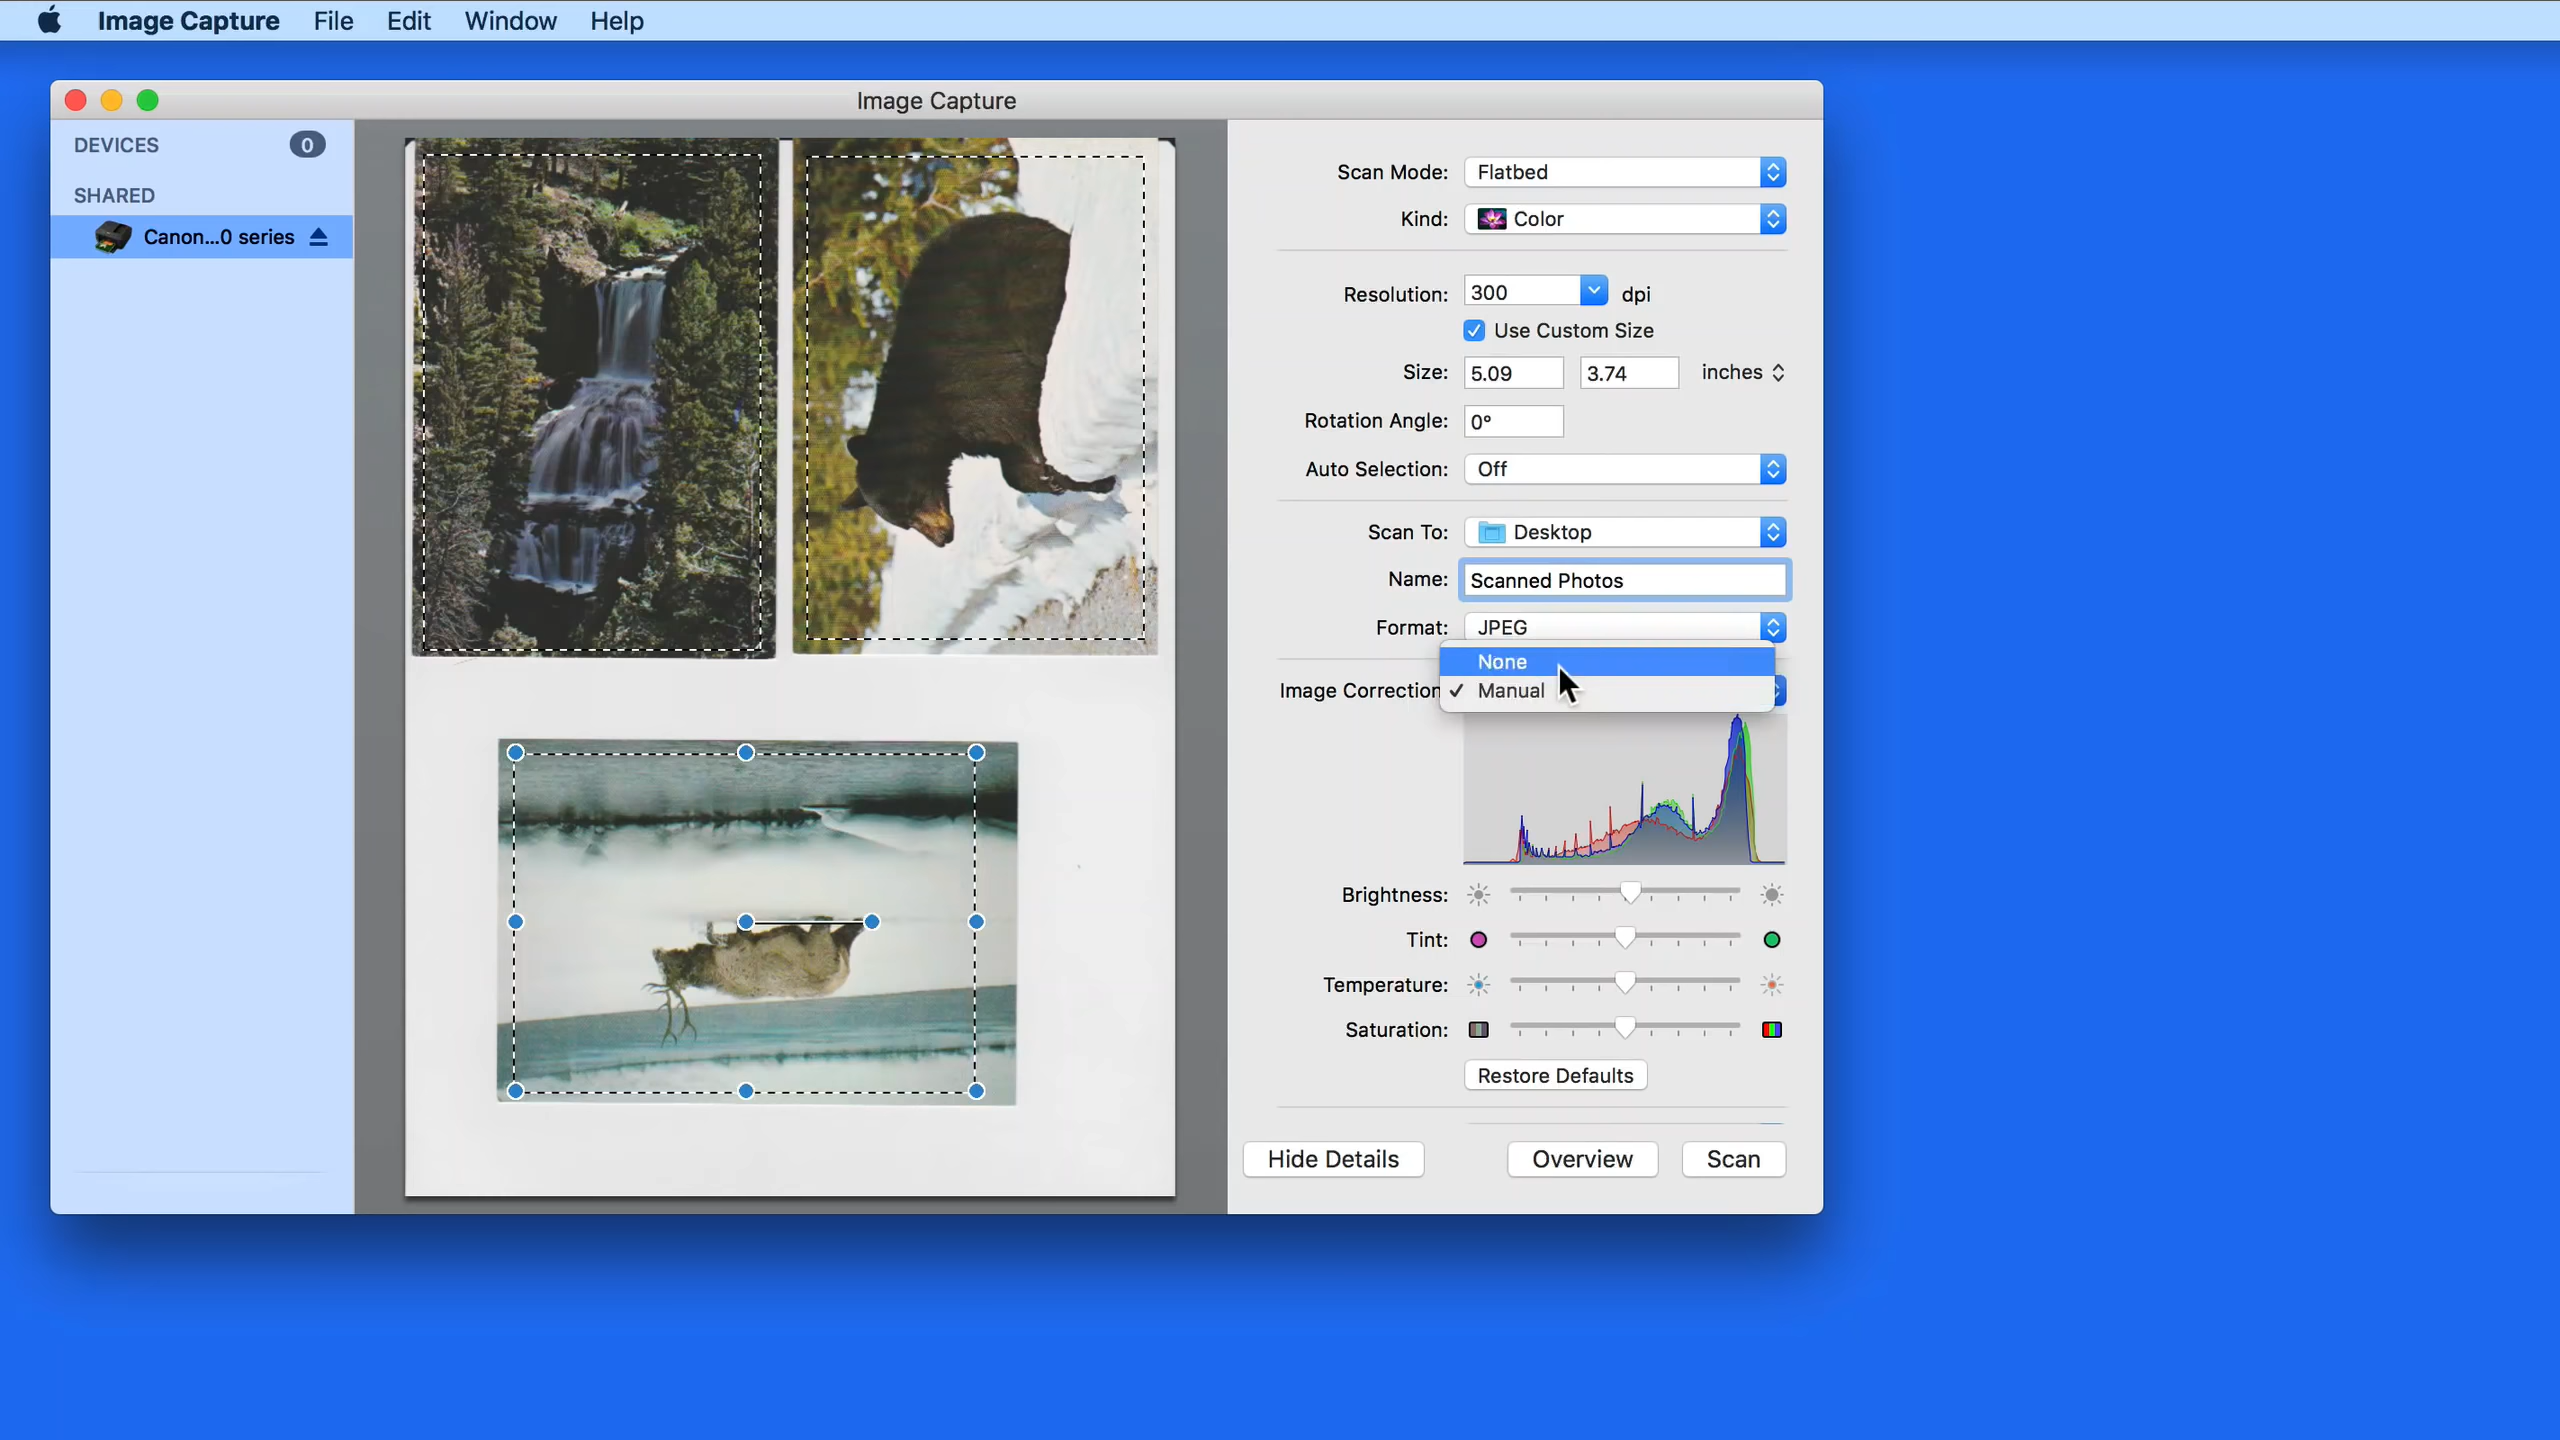 Image Capture File Edit Window Help
Image Capture
DEVICES 0
SHARED
Canon...0 series
Scan Mode: Flatbed
Kind: Color
Resolution: 300 dpi
Use Custom Size
Size: 5.09 3.74 inches
Rotation Angle: 0°
Auto Selection: Off
Scan To: Desktop
Name: Scanned Photos
Format: JPEG
None
Image Correction ✓ Manual
Brightness:
Tint:
Temperature:
Saturation:
Restore Defaults
Hide Details Overview Scan